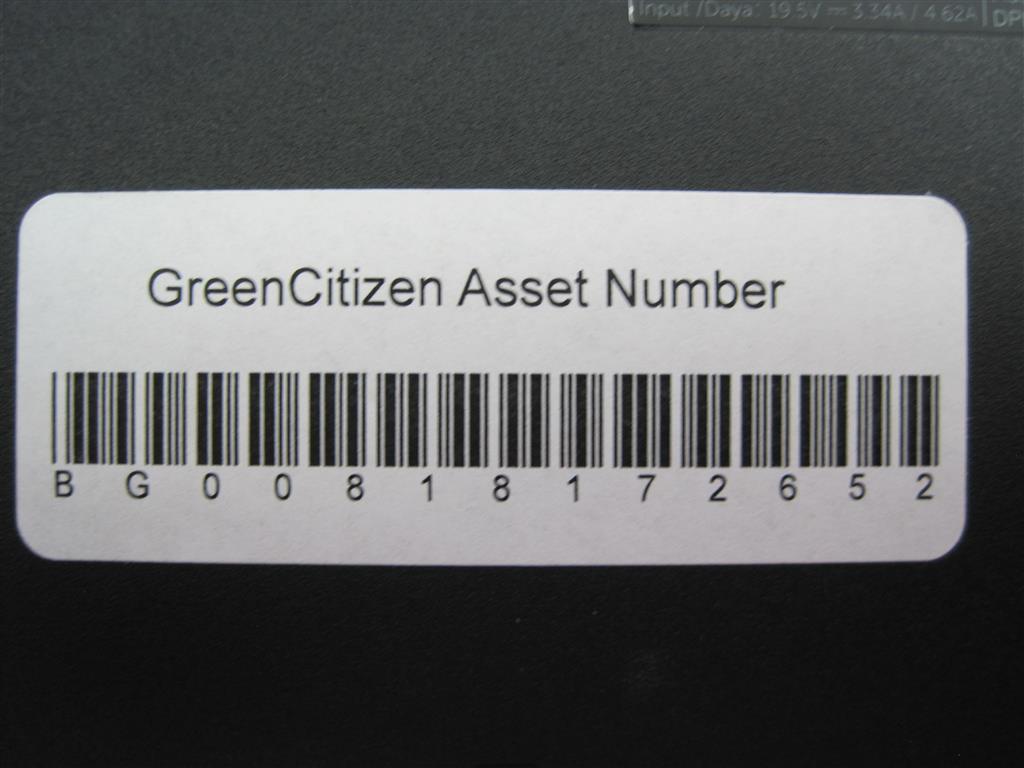 Input /Daya: 19.5V ⎓ 3.34A / 4.62A | DP
GreenCitizen Asset Number
B G 0 0 8 1 8 1 7 2 6 5 2